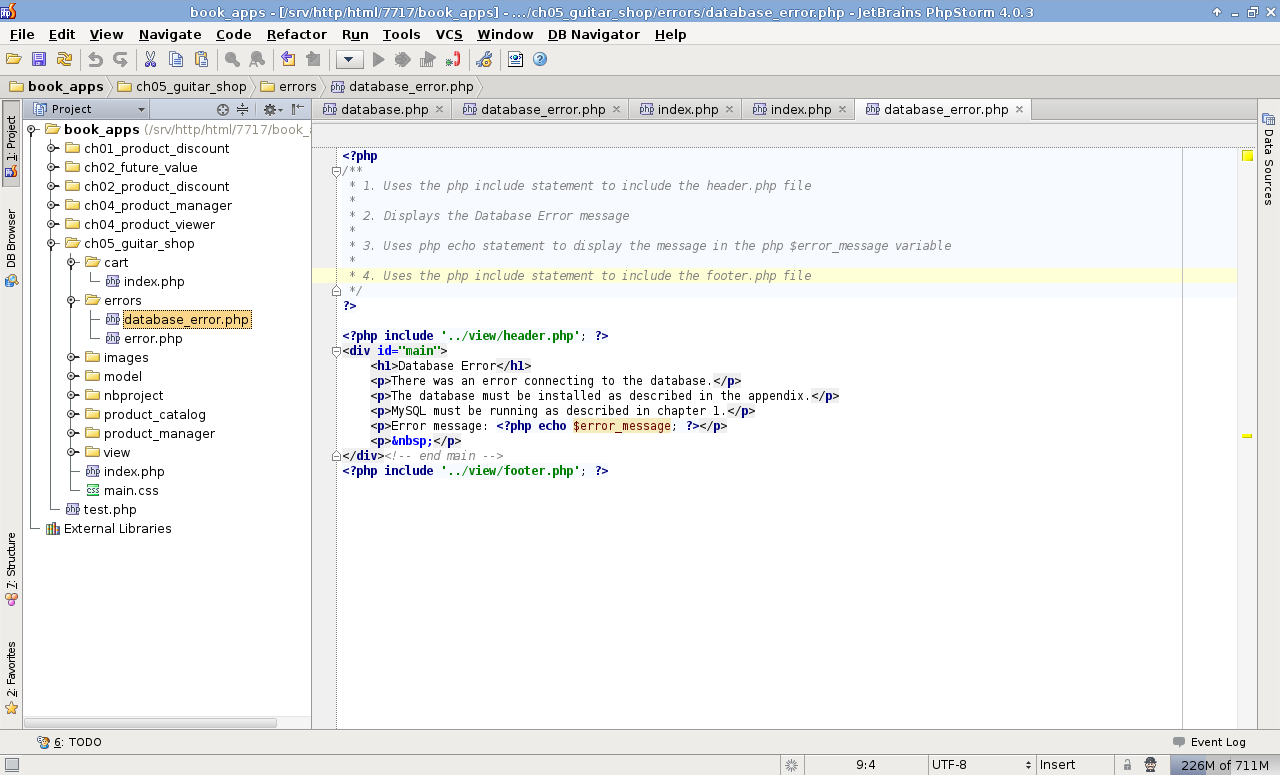 book_apps - [/srv/http/html/7717/book_apps] - .../ch05_guitar_shop/errors/database_error.php - JetBrains PhpStorm 4.0.3
File Edit View Navigate Code Refactor Run Tools VCS Window DB Navigator Help
book_apps ch05_guitar_shop errors database_error.php
Project
database.php database_error.php index.php index.php database_error.php
1: Project
DB Browser
7: Structure
2: Favorites
book_apps (/srv/http/html/7717/book_
ch01_product_discount
ch02_future_value
ch02_product_discount
ch04_product_manager
ch04_product_viewer
ch05_guitar_shop
cart
index.php
errors
database_error.php
error.php
images
model
nbproject
product_catalog
product_manager
view
index.php
main.css
test.php
External Libraries
<?php
/**
 * 1. Uses the php include statement to include the header.php file
 *
 * 2. Displays the Database Error message
 *
 * 3. Uses php echo statement to display the message in the php $error_message variable
 *
 * 4. Uses the php include statement to include the footer.php file
 */
?>
<?php include '../view/header.php'; ?>
<div id="main">
    <h1>Database Error</h1>
    <p>There was an error connecting to the database.</p>
    <p>The database must be installed as described in the appendix.</p>
    <p>MySQL must be running as described in chapter 1.</p>
    <p>Error message: <?php echo $error_message; ?></p>
    <p>&nbsp;</p>
</div><!-- end main -->
<?php include '../view/footer.php'; ?>
Data Sources
6: TODO
Event Log
9:4 UTF-8 Insert 226M of 711M